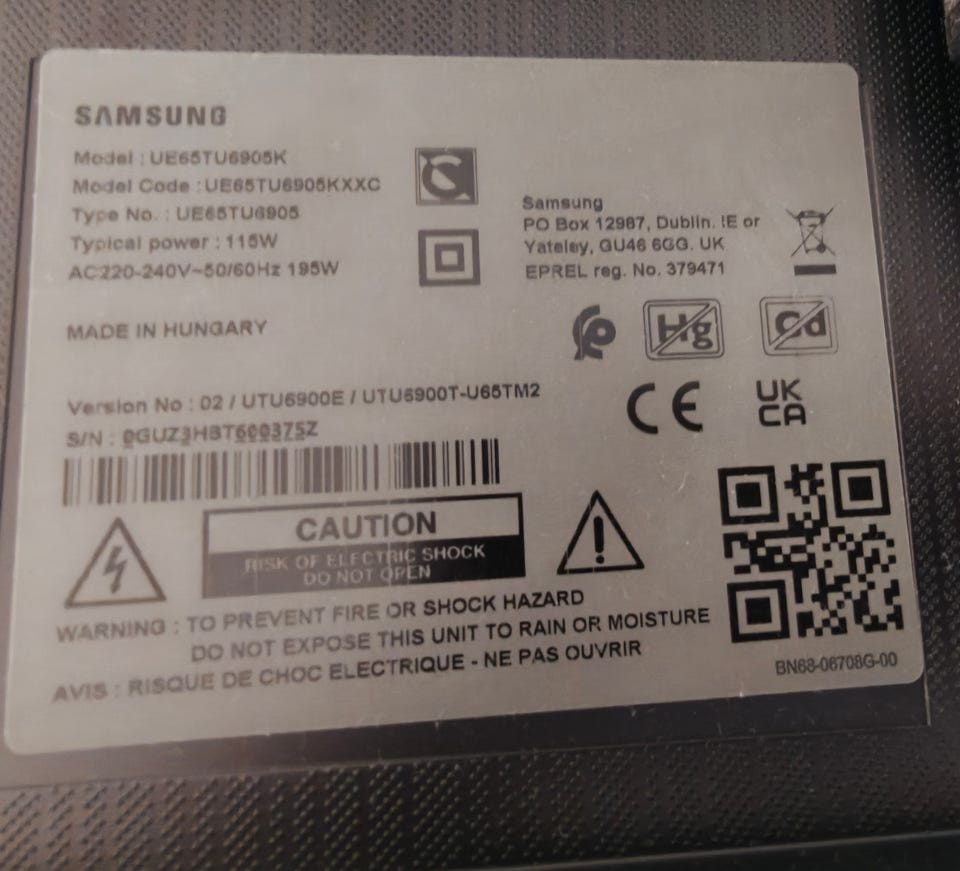 SAMSUNG
Model : UE65TU6905K
Model Code : UE65TU6905KXXC
Type No. : UE65TU6905
Typical power : 115W
AC220-240V~50/60Hz 195W
Samsung
PO Box 12987, Dublin. IE or
Yateley, GU46 6GG. UK
EPREL reg. No. 379471
MADE IN HUNGARY
Hg
Cd
Version No : 02 / UTU6900E / UTU6900T-U65TM2
S/N : 0GUZ3HBT600375Z
CE
UK
CA
CAUTION
RISK OF ELECTRIC SHOCK
DO NOT OPEN
WARNING : TO PREVENT FIRE OR SHOCK HAZARD
DO NOT EXPOSE THIS UNIT TO RAIN OR MOISTURE
AVIS : RISQUE DE CHOC ELECTRIQUE - NE PAS OUVRIR
BN68-06708G-00